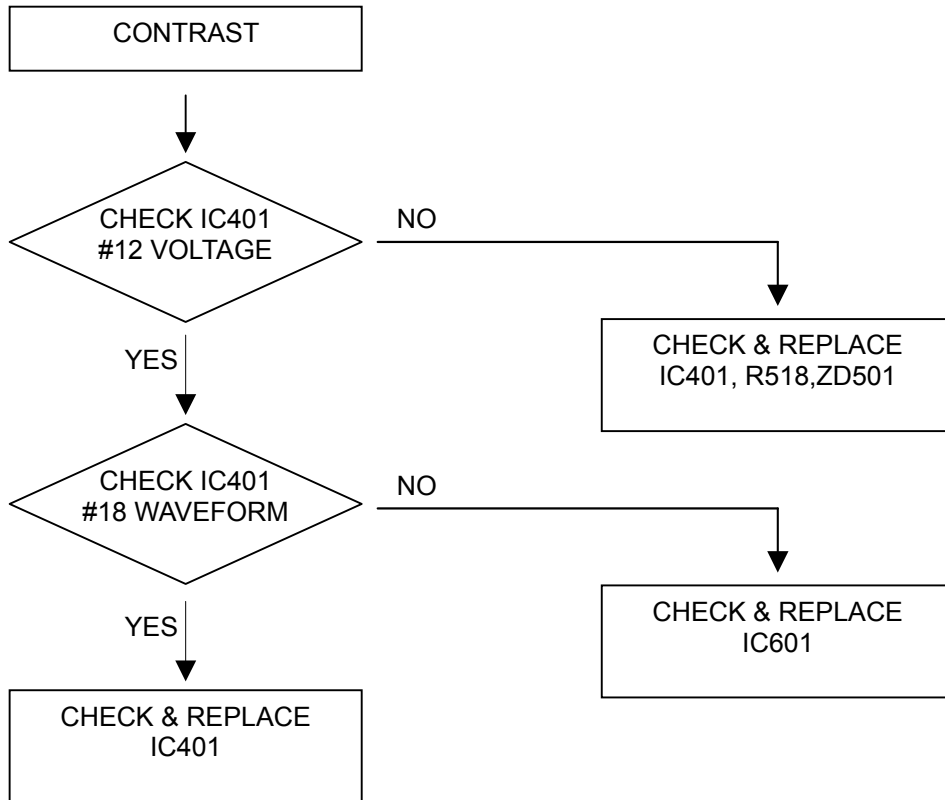 CONTRAST
CHECK IC401
#12 VOLTAGE
NO
CHECK & REPLACE
IC401, R518,ZD501
YES
CHECK IC401
#18 WAVEFORM
NO
CHECK & REPLACE
IC601
YES
CHECK & REPLACE
IC401